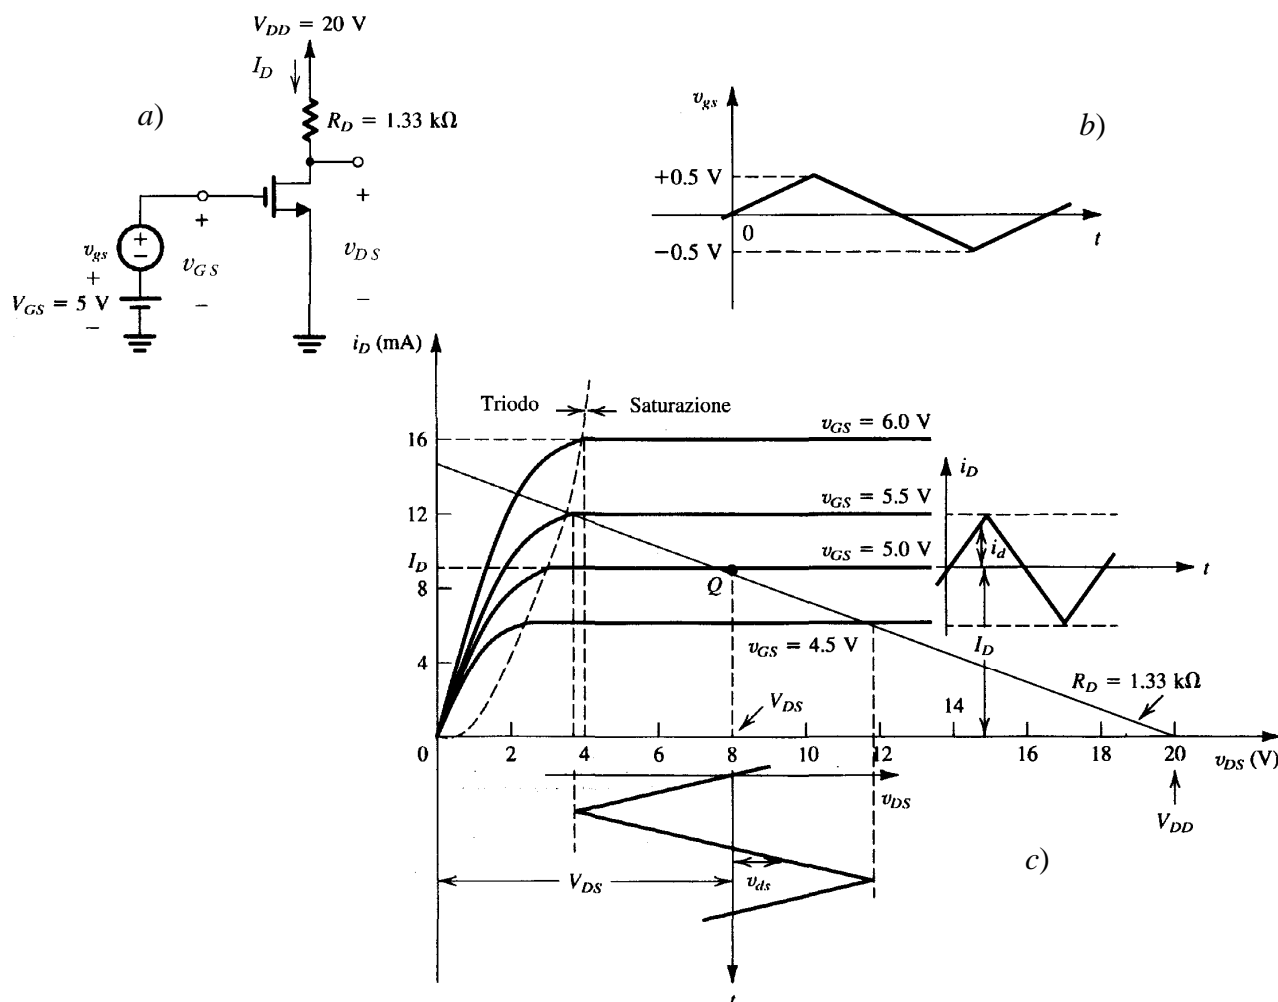 V_DD = 20 V
I_D
a)
R_D = 1.33 kΩ
+
+
+
−
v_gs
v_GS
v_DS
+
−
−
V_GS = 5 V
−
v_gs
b)
+0.5 V
0
t
−0.5 V
i_D (mA)
Triodo
Saturazione
v_GS = 6.0 V
16
i_D
v_GS = 5.5 V
12
v_GS = 5.0 V
i_d
I_D
t
Q
8
v_GS = 4.5 V
I_D
4
R_D = 1.33 kΩ
V_DS
14
0
2
4
6
8
10
12
16
18
20
v_DS (V)
v_DS
V_DD
c)
V_DS
v_ds
t